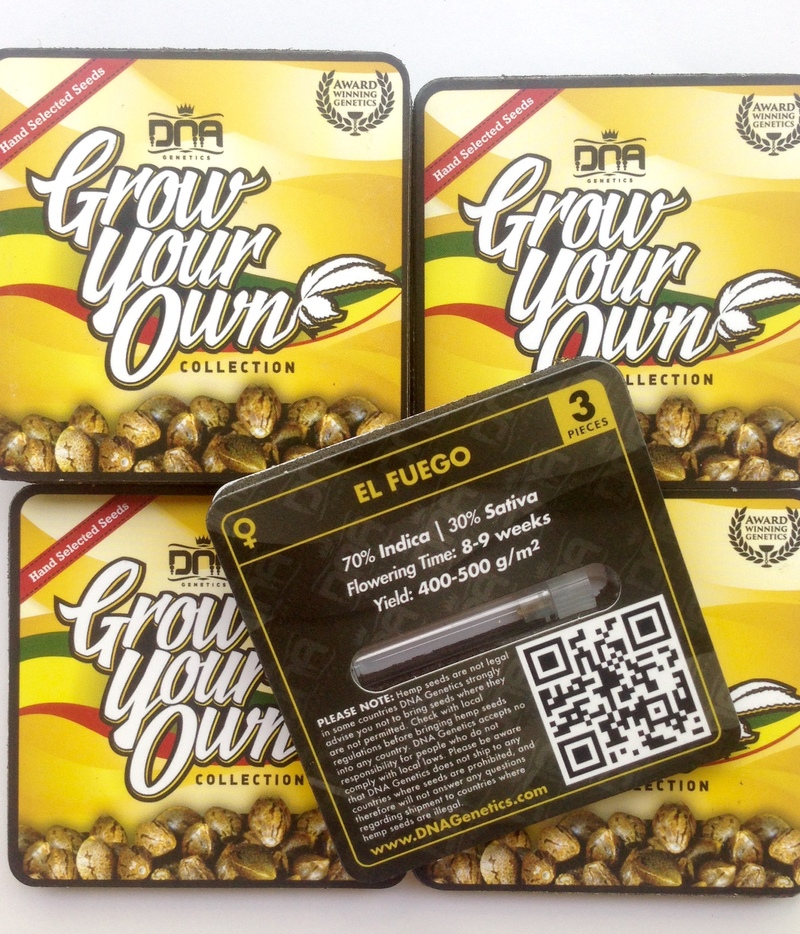 Hand Selected Seeds
DNA
GENETICS
AWARD
WINNING
GENETICS
Grow
Your
Own
COLLECTION
Hand Selected Seeds
DNA
GENETICS
AWARD
WINNING
GENETICS
Grow
Your
Own
LLECTION
3
PIECES
EL FUEGO
70% Indica | 30% Sativa
Flowering Time: 8-9 weeks
Yield: 400-500 g/m²
PLEASE NOTE: Hemp seeds are not legal
in some countries DNA Genetics strongly
advise you not to bring seeds where they
are not permitted. Check with local
regulations before bringing hemp seeds
into any country. DNA Genetics accepts no
responsibility for people who do not
comply with local laws. Please be aware
that DNA Genetics does not ship to any
countries where seeds are prohibited, and
therefore will not answer any questions
regarding shipment to countries where
hemp seeds are illegal.
www.DNAGenetics.com
Hand Selected Seeds
DN
GENETICS
Grow
Your
Own
COLLECTION
AWARD
WINNING
GENETICS
LLECTION